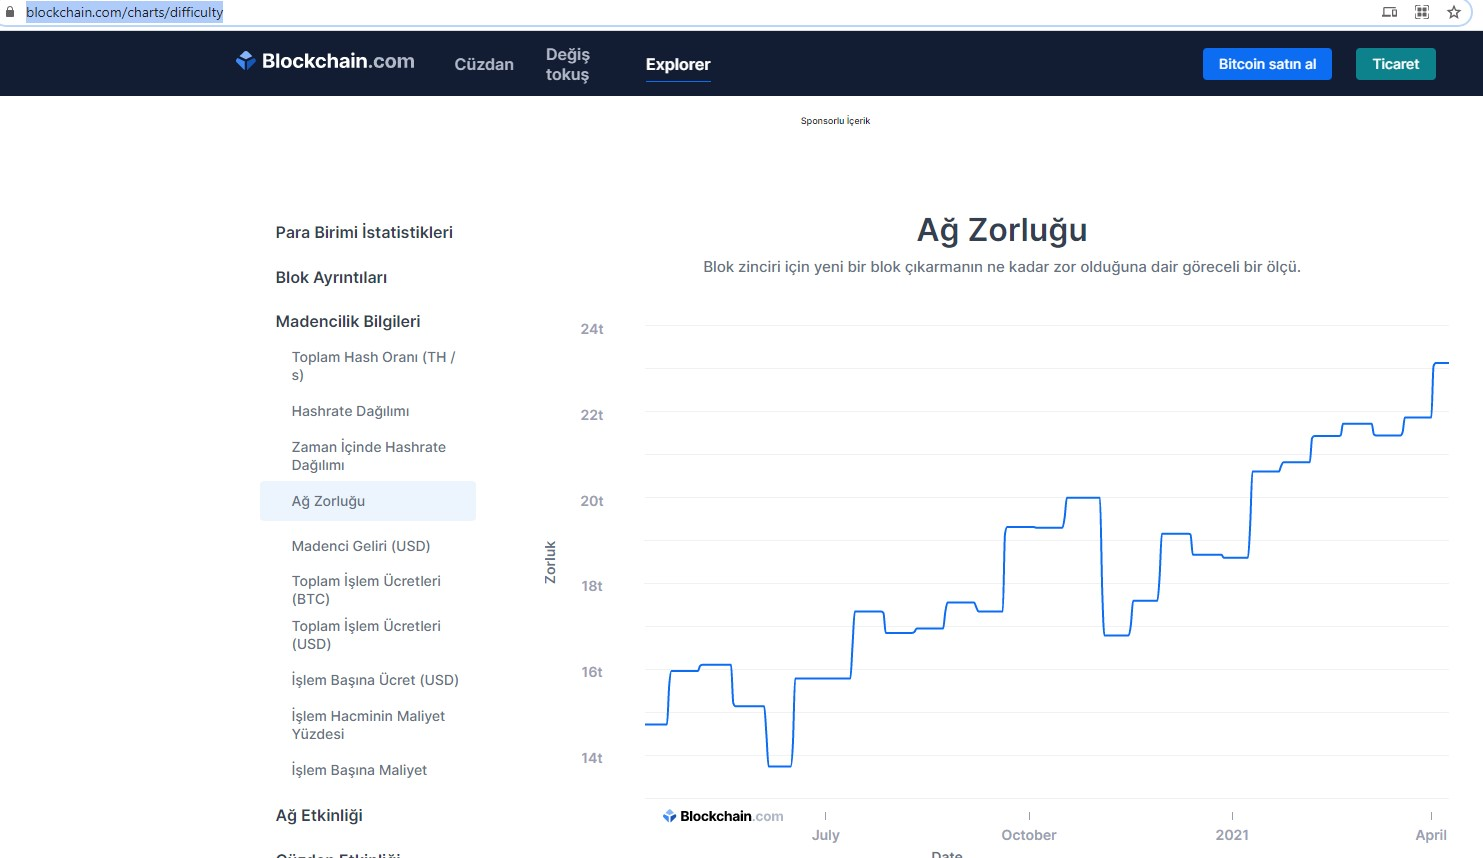 blockchain.com/charts/difficulty
Blockchain.com
Cüzdan
Değiş
tokuş
Explorer
Bitcoin satın al
Ticaret
Sponsorlu İçerik
Para Birimi İstatistikleri
Blok Ayrıntıları
Madencilik Bilgileri
Toplam Hash Oranı (TH /
s)
Hashrate Dağılımı
Zaman İçinde Hashrate
Dağılımı
Ağ Zorluğu
Madenci Geliri (USD)
Toplam İşlem Ücretleri
(BTC)
Toplam İşlem Ücretleri
(USD)
İşlem Başına Ücret (USD)
İşlem Hacminin Maliyet
Yüzdesi
İşlem Başına Maliyet
Ağ Etkinliği
Cüzdan Etkinliği
Ağ Zorluğu
Blok zinciri için yeni bir blok çıkarmanın ne kadar zor olduğuna dair göreceli bir ölçü.
24t
22t
20t
18t
16t
14t
Zorluk
Blockchain.com
July
October
2021
April
Date